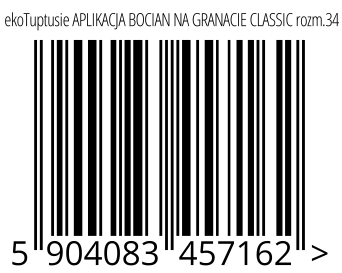 ekoTuptusie APLIKACJA BOCIAN NA GRANACIE CLASSIC rozm.34
5 904083 457162 >